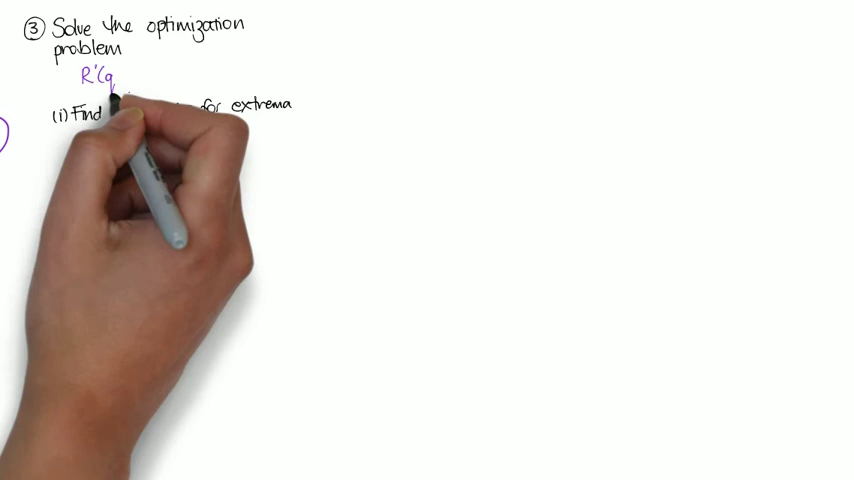 ③ Solve the optimization
problem
R'(q
(i) Find for extrema